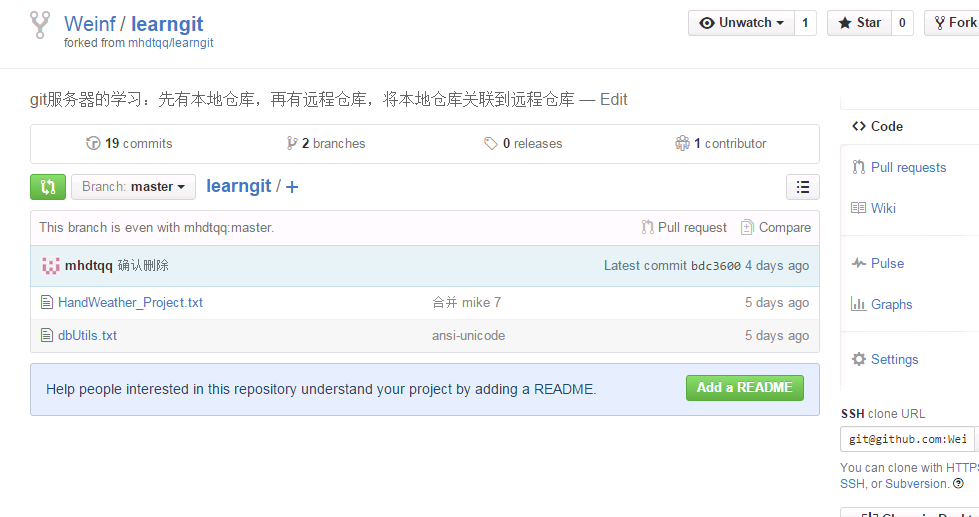 Weinf / learngit
forked from mhdtqq/learngit
Unwatch 1 Star 0 Fork
git服务器的学习：先有本地仓库，再有远程仓库，将本地仓库关联到远程仓库 — Edit
19 commits 2 branches 0 releases 1 contributor
Branch: master learngit / +
This branch is even with mhdtqq:master. Pull request Compare
mhdtqq 确认删除 Latest commit bdc3600 4 days ago
HandWeather_Project.txt 合并 mike 7 5 days ago
dbUtils.txt ansi-unicode 5 days ago
Help people interested in this repository understand your project by adding a README. Add a README
Code
Pull requests
Wiki
Pulse
Graphs
Settings
SSH clone URL
git@github.com:Wei
You can clone with HTTPS
SSH, or Subversion.